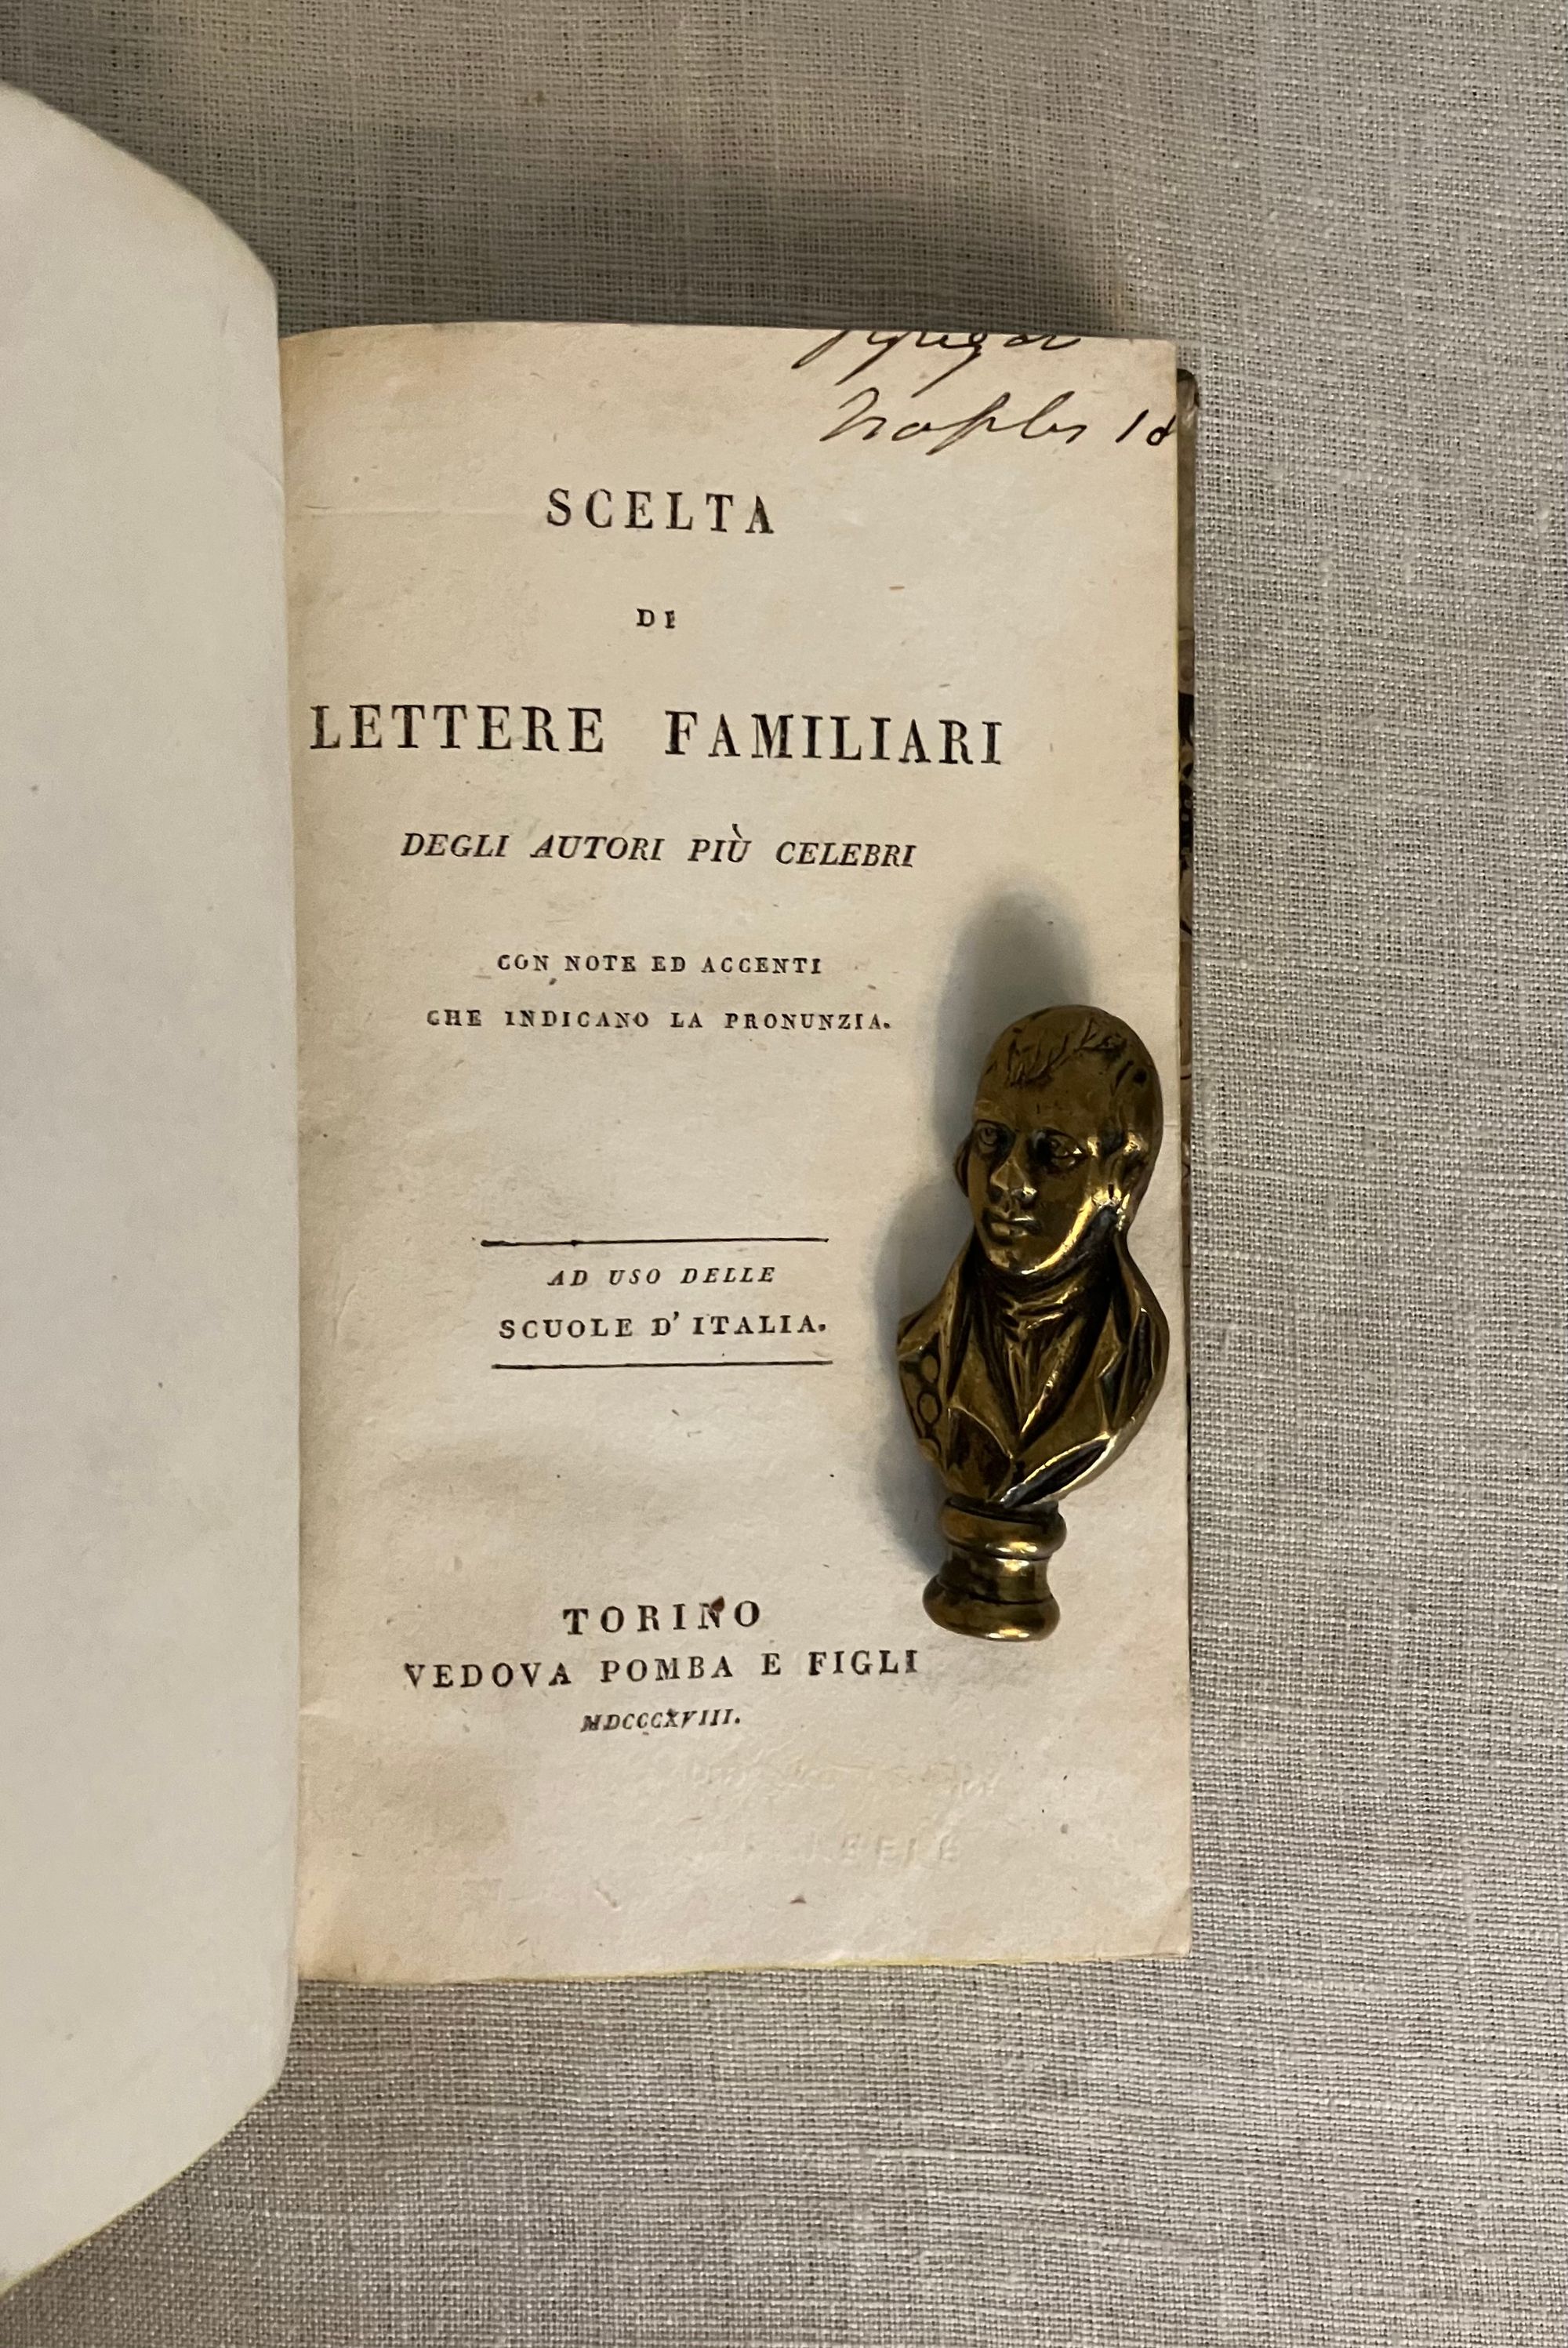 Naples 18
SCELTA
DI
LETTERE FAMILIARI
DEGLI AUTORI PIÙ CELEBRI
CON NOTE ED ACCENTI
CHE INDICANO LA PRONUNZIA.
AD USO DELLE
SCUOLE D' ITALIA.
TORINO
VEDOVA POMBA E FIGLI
MDCCCXVIII.